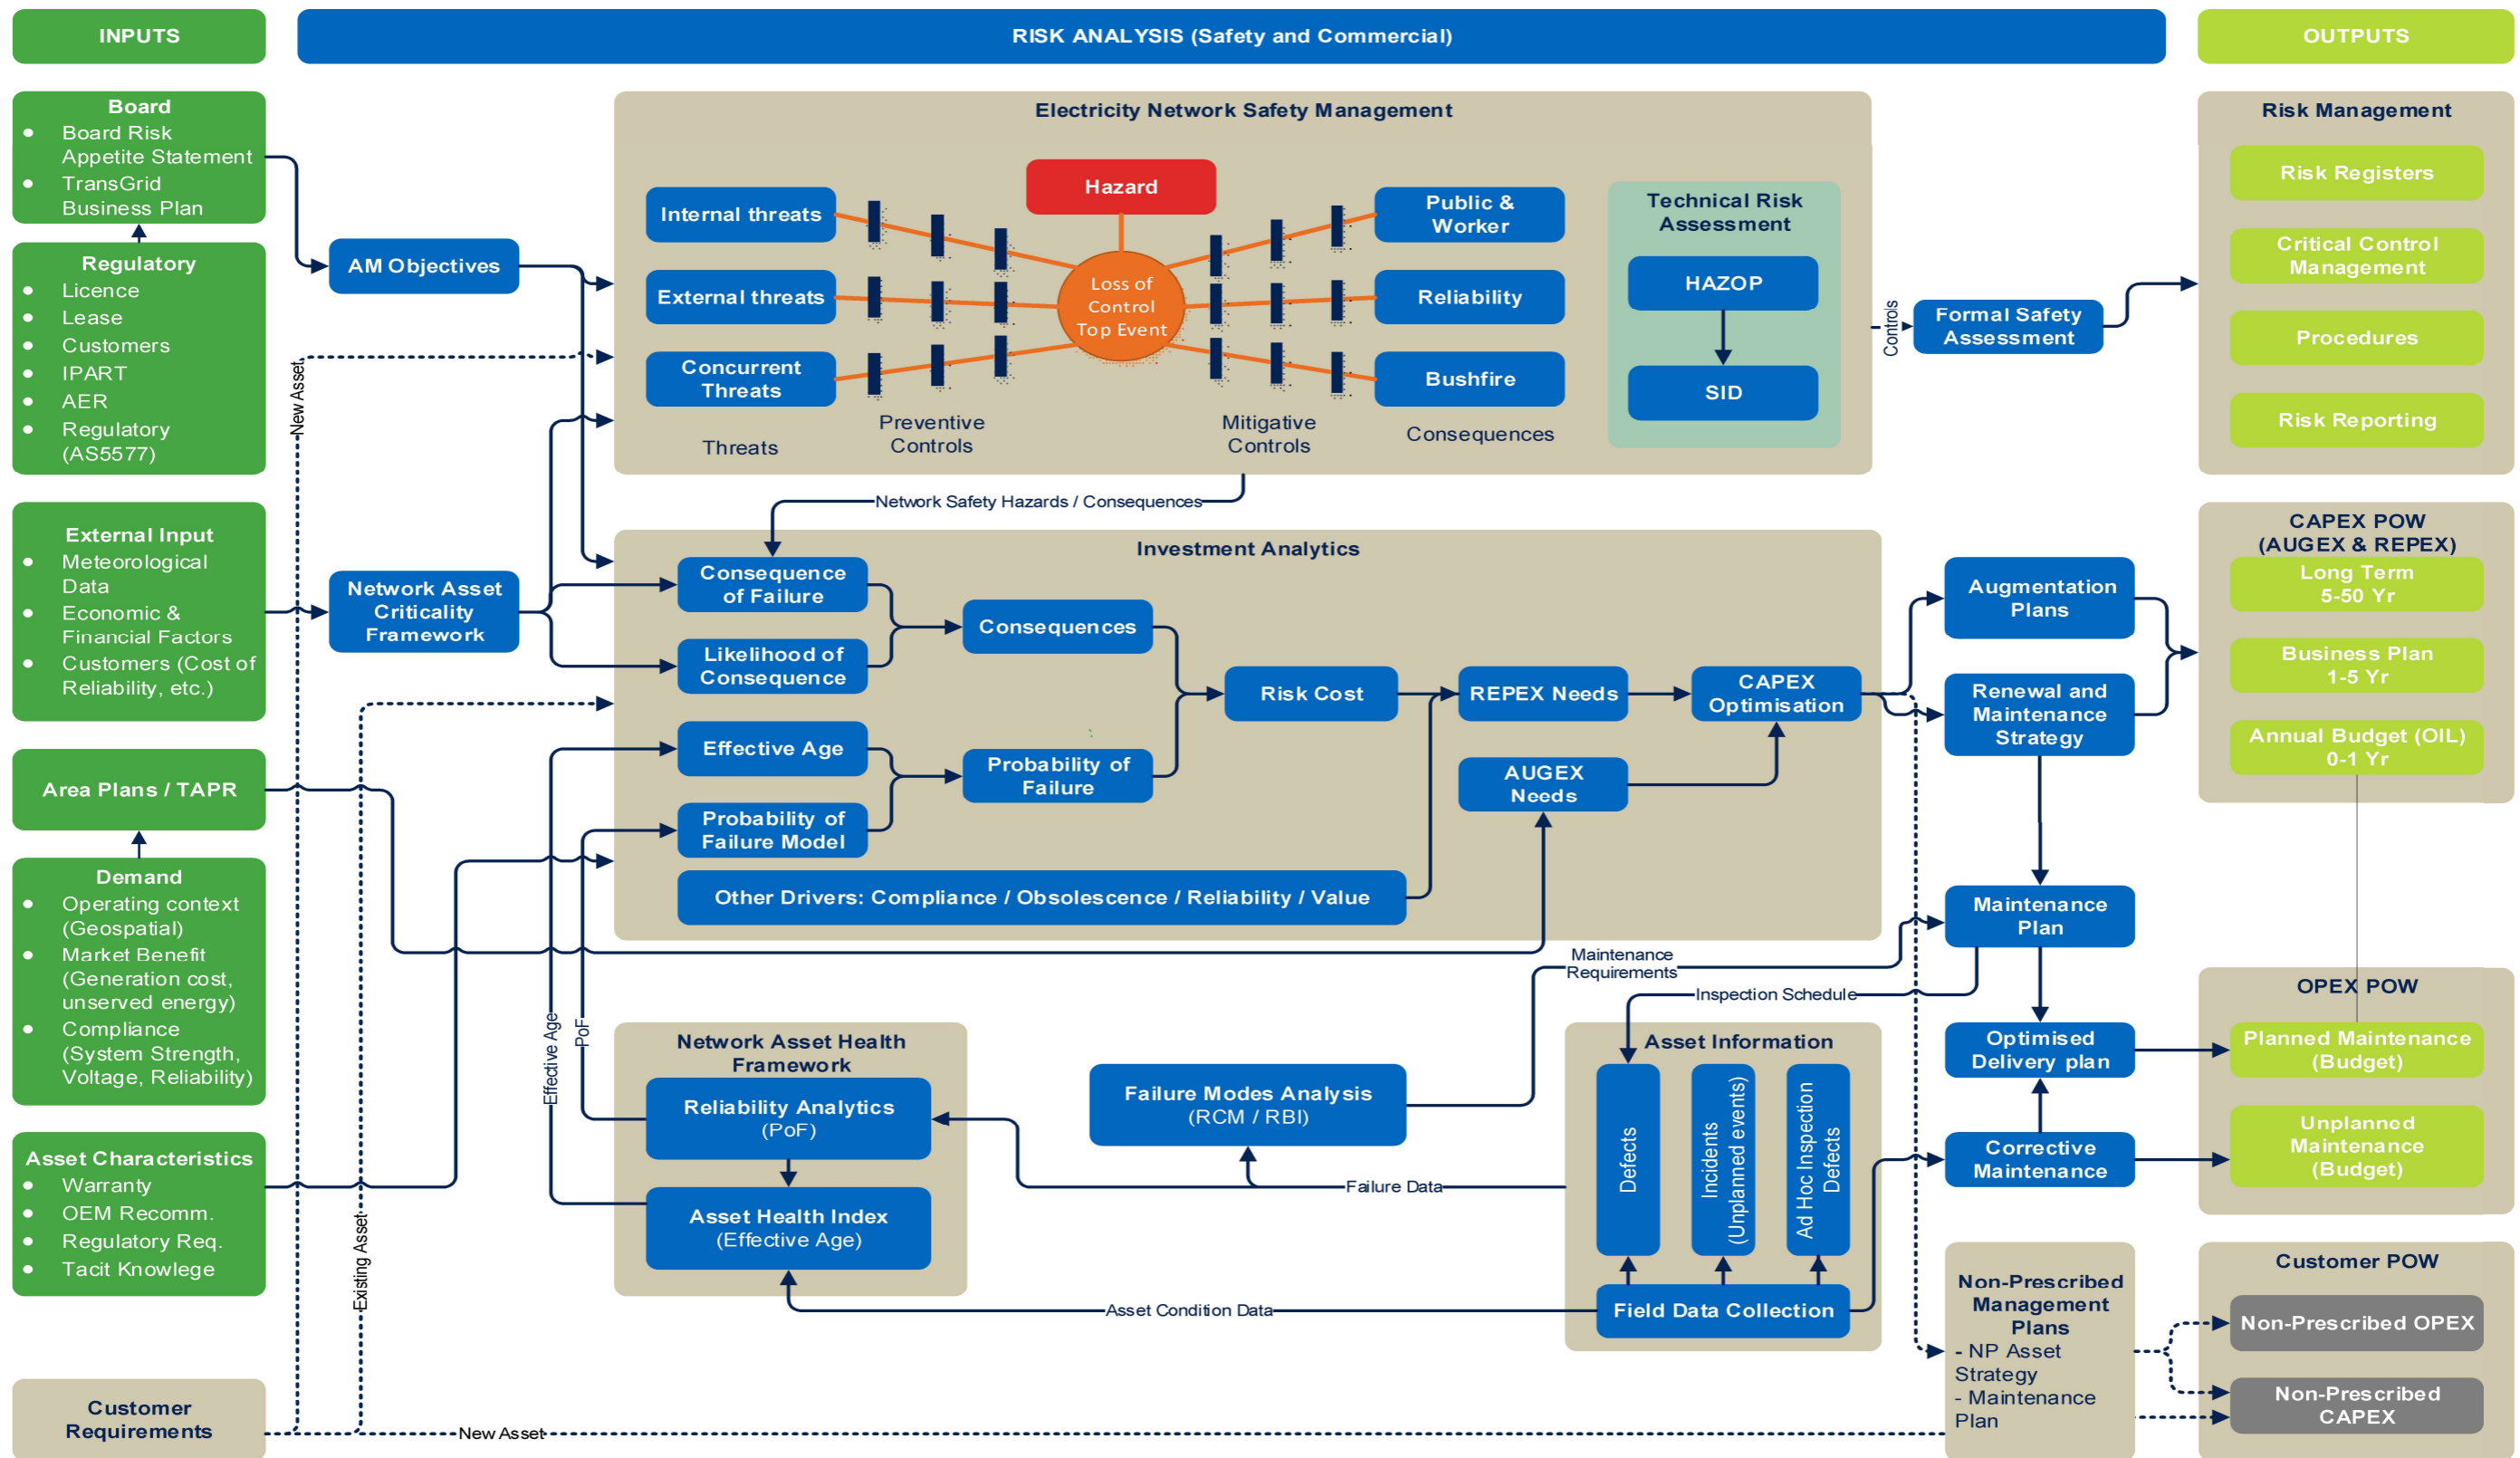 INPUTS
RISK ANALYSIS (Safety and Commercial)
OUTPUTS
Board
● Board Risk
Appetite Statement
● TransGrid
Business Plan
Regulatory
● Licence
● Lease
● Customers
● IPART
● AER
● Regulatory
(AS5577)
External Input
● Meteorological
Data
● Economic &
Financial Factors
● Customers (Cost of
Reliability, etc.)
Area Plans / TAPR
Demand
● Operating context
(Geospatial)
● Market Benefit
(Generation cost,
unserved energy)
● Compliance
(System Strength,
Voltage, Reliability)
Asset Characteristics
● Warranty
● OEM Recomm.
● Regulatory Req.
● Tacit Knowlege
Customer
Requirements
AM Objectives
Network Asset
Criticality
Framework
New Asset
Existing Asset
New Asset
Electricity Network Safety Management
Internal threats
External threats
Concurrent
Threats
Threats
Preventive
Controls
Hazard
Loss of
Control
Top Event
Mitigative
Controls
Public &
Worker
Reliability
Bushfire
Consequences
Technical Risk
Assessment
HAZOP
SID
Controls
Formal Safety
Assessment
Network Safety Hazards / Consequences
Investment Analytics
Consequence
of Failure
Likelihood of
Consequence
Effective Age
Probability of
Failure Model
Consequences
Probability of
Failure
Risk Cost
REPEX Needs
AUGEX
Needs
CAPEX
Optimisation
Other Drivers: Compliance / Obsolescence / Reliability / Value
Effective Age
PoF
Network Asset Health
Framework
Reliability Analytics
(PoF)
Asset Health Index
(Effective Age)
Failure Modes Analysis
(RCM / RBI)
Failure Data
Asset Condition Data
Maintenance
Requirements
Inspection Schedule
Asset Information
Defects
Incidents
(Unplanned events)
Ad Hoc Inspection
Defects
Field Data Collection
Augmentation
Plans
Renewal and
Maintenance
Strategy
Maintenance
Plan
Optimised
Delivery plan
Corrective
Maintenance
Non-Prescribed
Management
Plans
- NP Asset
Strategy
- Maintenance
Plan
Risk Management
Risk Registers
Critical Control
Management
Procedures
Risk Reporting
CAPEX POW
(AUGEX & REPEX)
Long Term
5-50 Yr
Business Plan
1-5 Yr
Annual Budget (OIL)
0-1 Yr
OPEX POW
Planned Maintenance
(Budget)
Unplanned
Maintenance
(Budget)
Customer POW
Non-Prescribed OPEX
Non-Prescribed
CAPEX